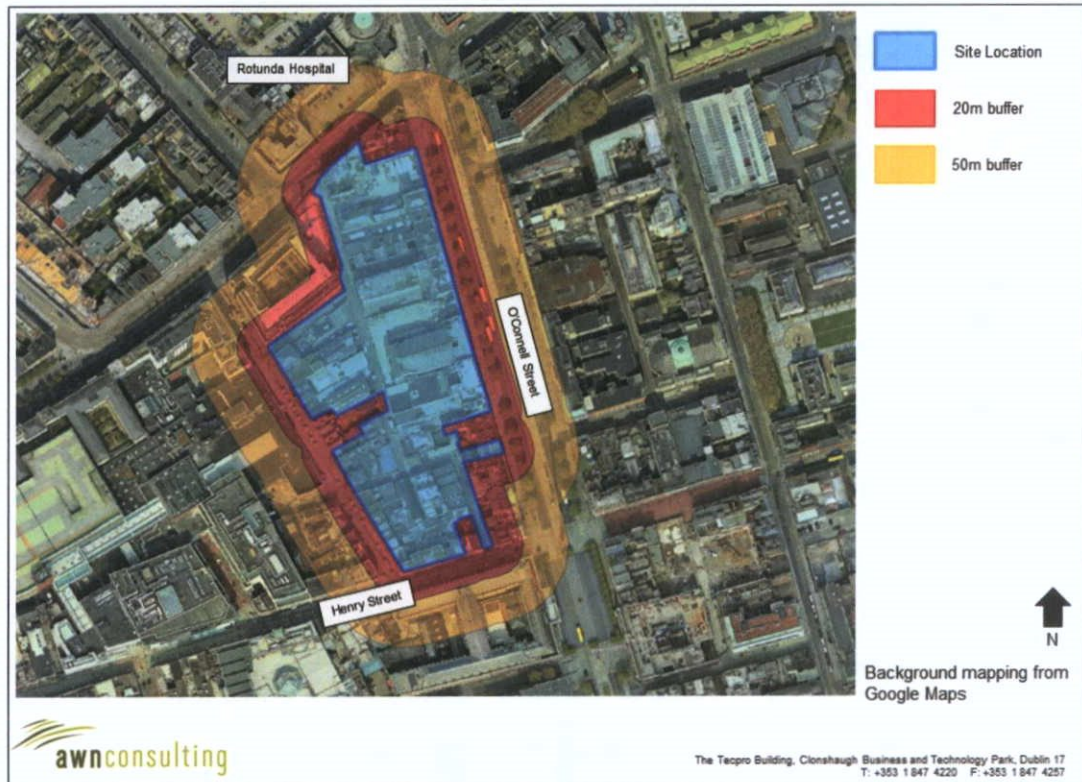 Rotunda Hospital
O'Connell Street
Henry Street
Site Location
20m buffer
50m buffer
N
Background mapping from
Google Maps
awnconsulting
The Tecpro Building, Clonshaugh Business and Technology Park, Dublin 17
T: +353 1 847 4220 F: +353 1 847 4257